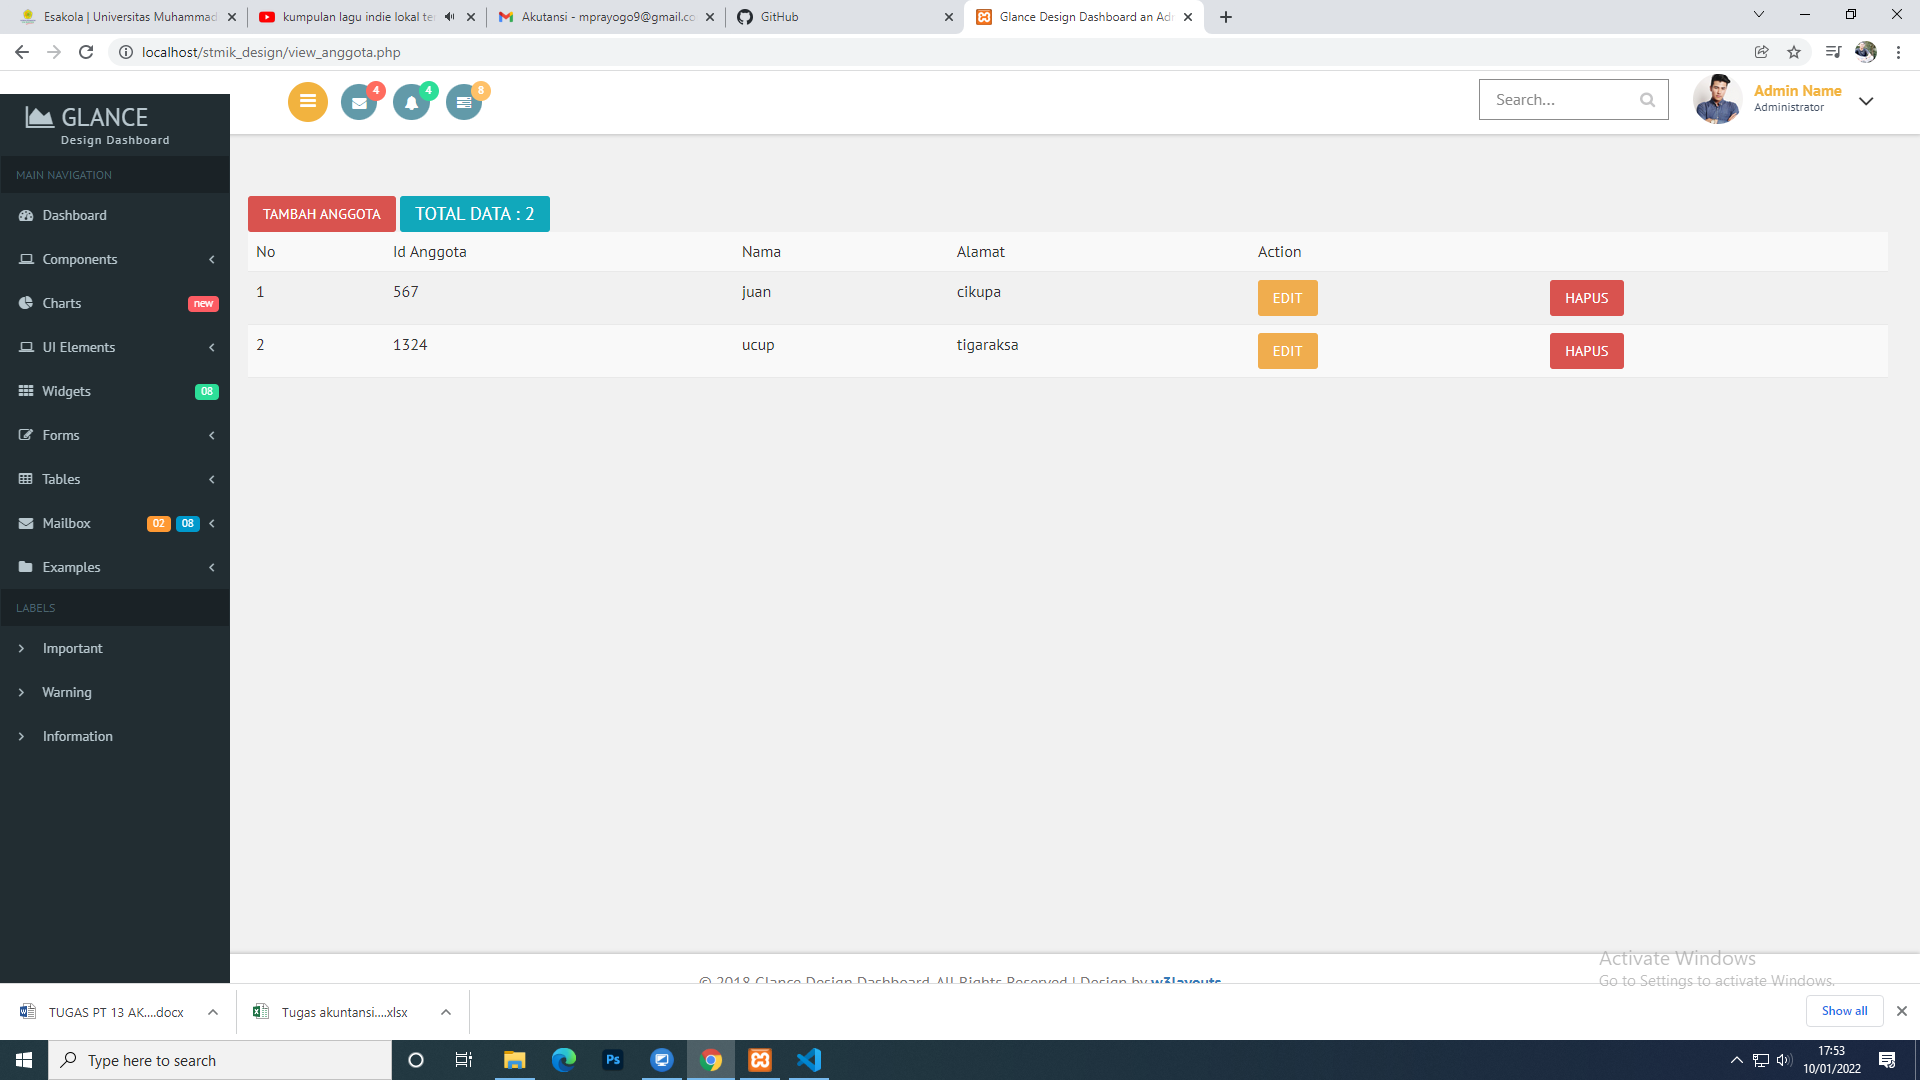 Esakola | Universitas Muhammad
kumpulan lagu indie lokal ter
Akutansi - mprayogo9@gmail.co
GitHub
Glance Design Dashboard an Ad
localhost/stmik_design/view_anggota.php
GLANCE
Design Dashboard
4
4
8
Search...
Admin Name
Administrator
MAIN NAVIGATION
Dashboard
Components
Charts
new
UI Elements
Widgets
08
Forms
Tables
Mailbox
02
08
Examples
LABELS
Important
Warning
Information
TAMBAH ANGGOTA
TOTAL DATA : 2
No Id Anggota Nama Alamat Action
1 567 juan cikupa EDIT HAPUS
2 1324 ucup tigaraksa EDIT HAPUS
© 2018 Glance Design Dashboard. All Rights Reserved | Design by w3layouts
Activate Windows
Go to Settings to activate Windows.
TUGAS PT 13 AK....docx
Tugas akuntansi....xlsx
Show all
Type here to search
Ps
17:53
10/01/2022